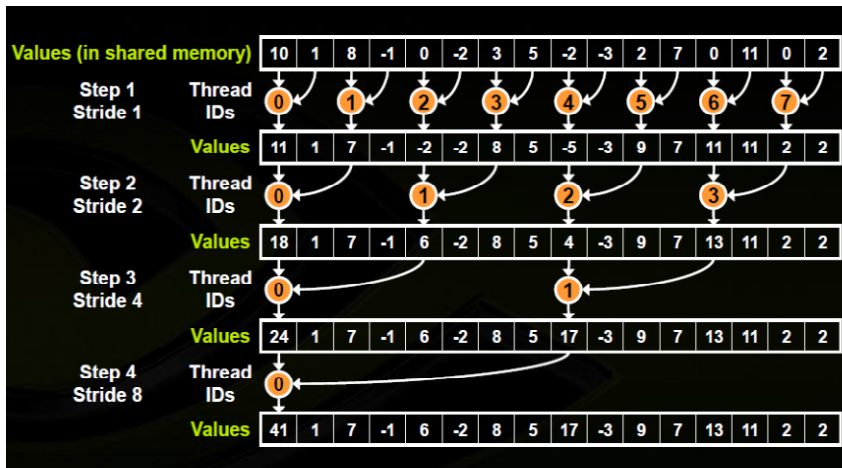 Values (in shared memory) 10 1 8 -1 0 -2 3 5 -2 -3 2 7 0 11 0 2
Step 1 Thread
Stride 1 IDs 0 1 2 3 4 5 6 7
Values 11 1 7 -1 -2 -2 8 5 -5 -3 9 7 11 11 2 2
Step 2 Thread
Stride 2 IDs 0 1 2 3
Values 18 1 7 -1 6 -2 8 5 4 -3 9 7 13 11 2 2
Step 3 Thread
Stride 4 IDs 0 1
Values 24 1 7 -1 6 -2 8 5 17 -3 9 7 13 11 2 2
Step 4 Thread
Stride 8 IDs 0
Values 41 1 7 -1 6 -2 8 5 17 -3 9 7 13 11 2 2